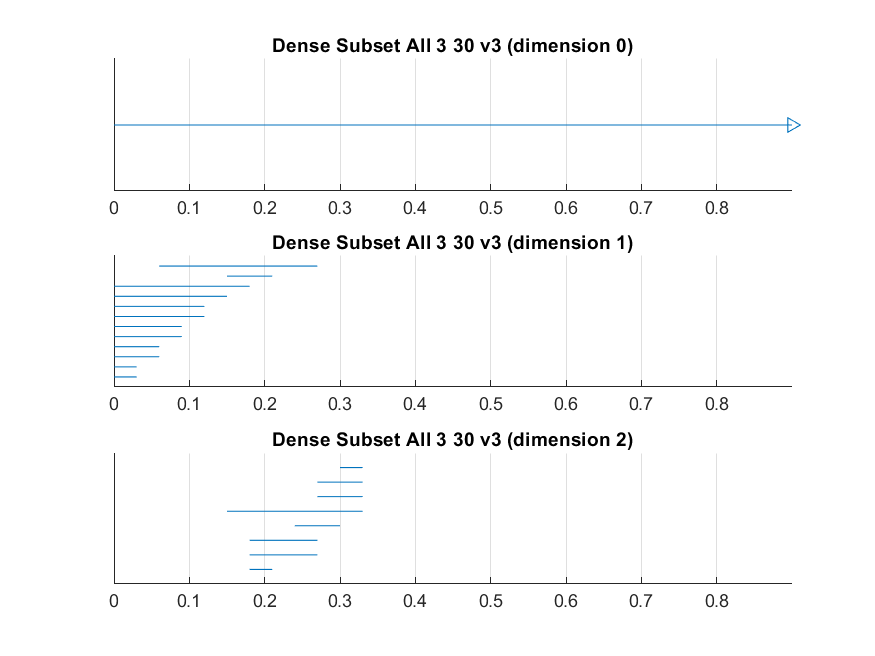 Dense Subset All 3 30 v3 (dimension 0)
0 0.1 0.2 0.3 0.4 0.5 0.6 0.7 0.8
Dense Subset All 3 30 v3 (dimension 1)
0 0.1 0.2 0.3 0.4 0.5 0.6 0.7 0.8
Dense Subset All 3 30 v3 (dimension 2)
0 0.1 0.2 0.3 0.4 0.5 0.6 0.7 0.8